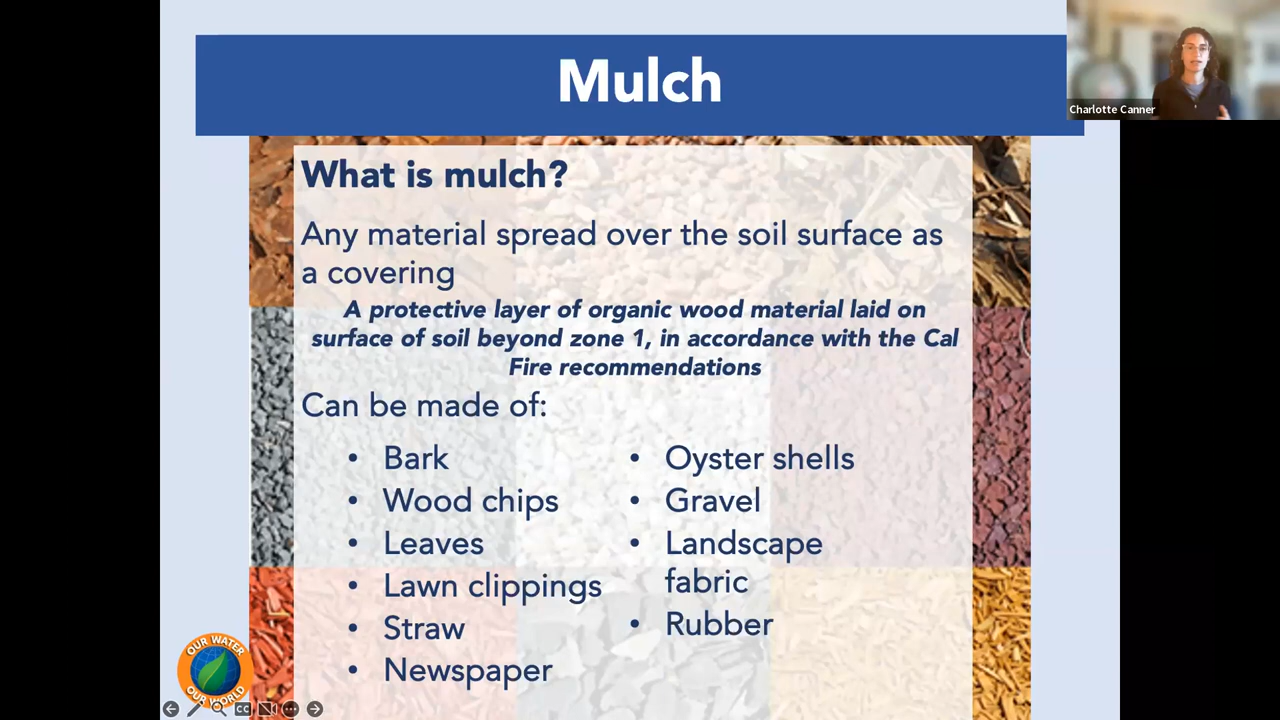 Mulch
Charlotte Canner
What is mulch?
Any material spread over the soil surface as
a covering
A protective layer of organic wood material laid on
surface of soil beyond zone 1, in accordance with the Cal
Fire recommendations
Can be made of:
• Bark
• Wood chips
• Leaves
• Lawn clippings
• Straw
• Newspaper
• Oyster shells
• Gravel
• Landscape
fabric
• Rubber
OUR WATER
OUR WORLD
CC